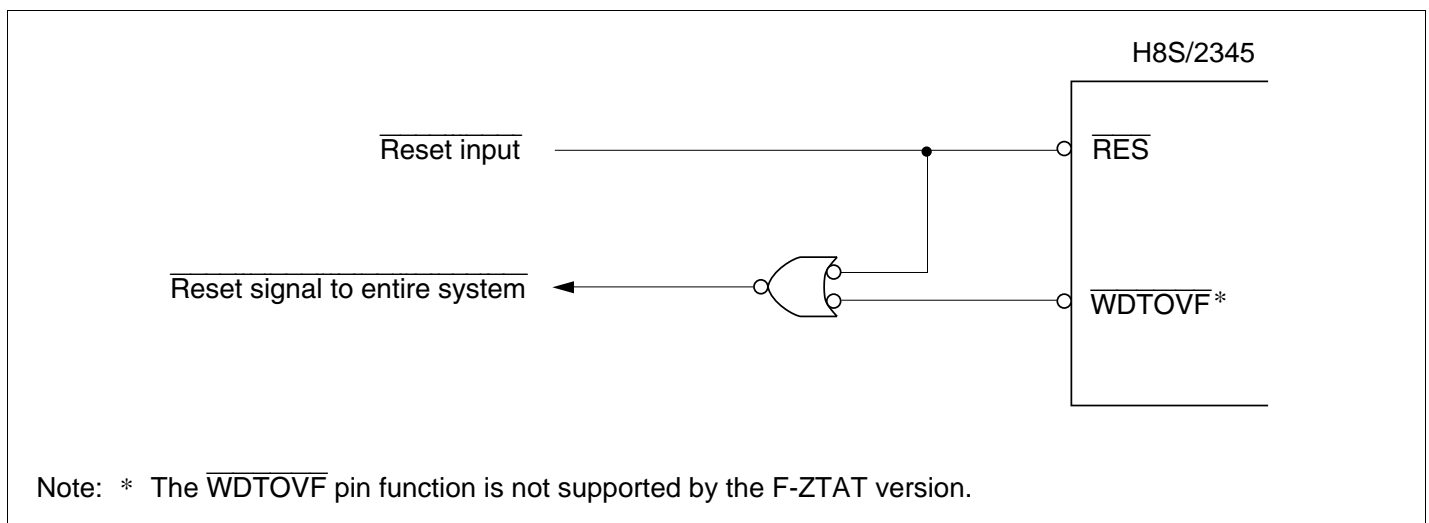 H8S/2345
Reset input
RES
Reset signal to entire system
WDTOVF*
Note: * The WDTOVF pin function is not supported by the F-ZTAT version.